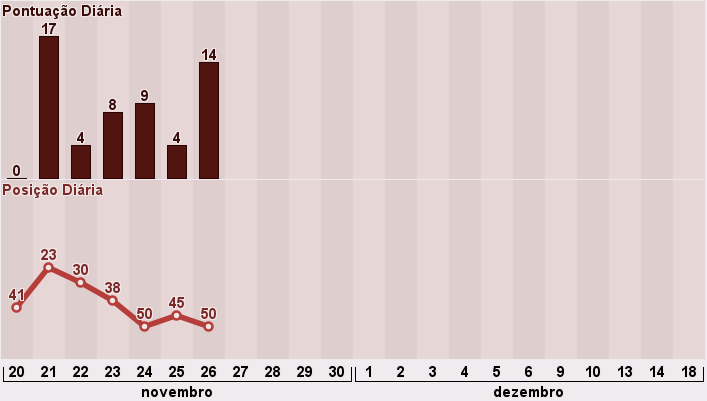 Pontuação Diária
0 17 4 8 9 4 14
Posição Diária
41 23 30 38 50 45 50
20 21 22 23 24 25 26 27 28 29 30 1 2 3 4 5 6 9 10 13 14 18
novembro dezembro